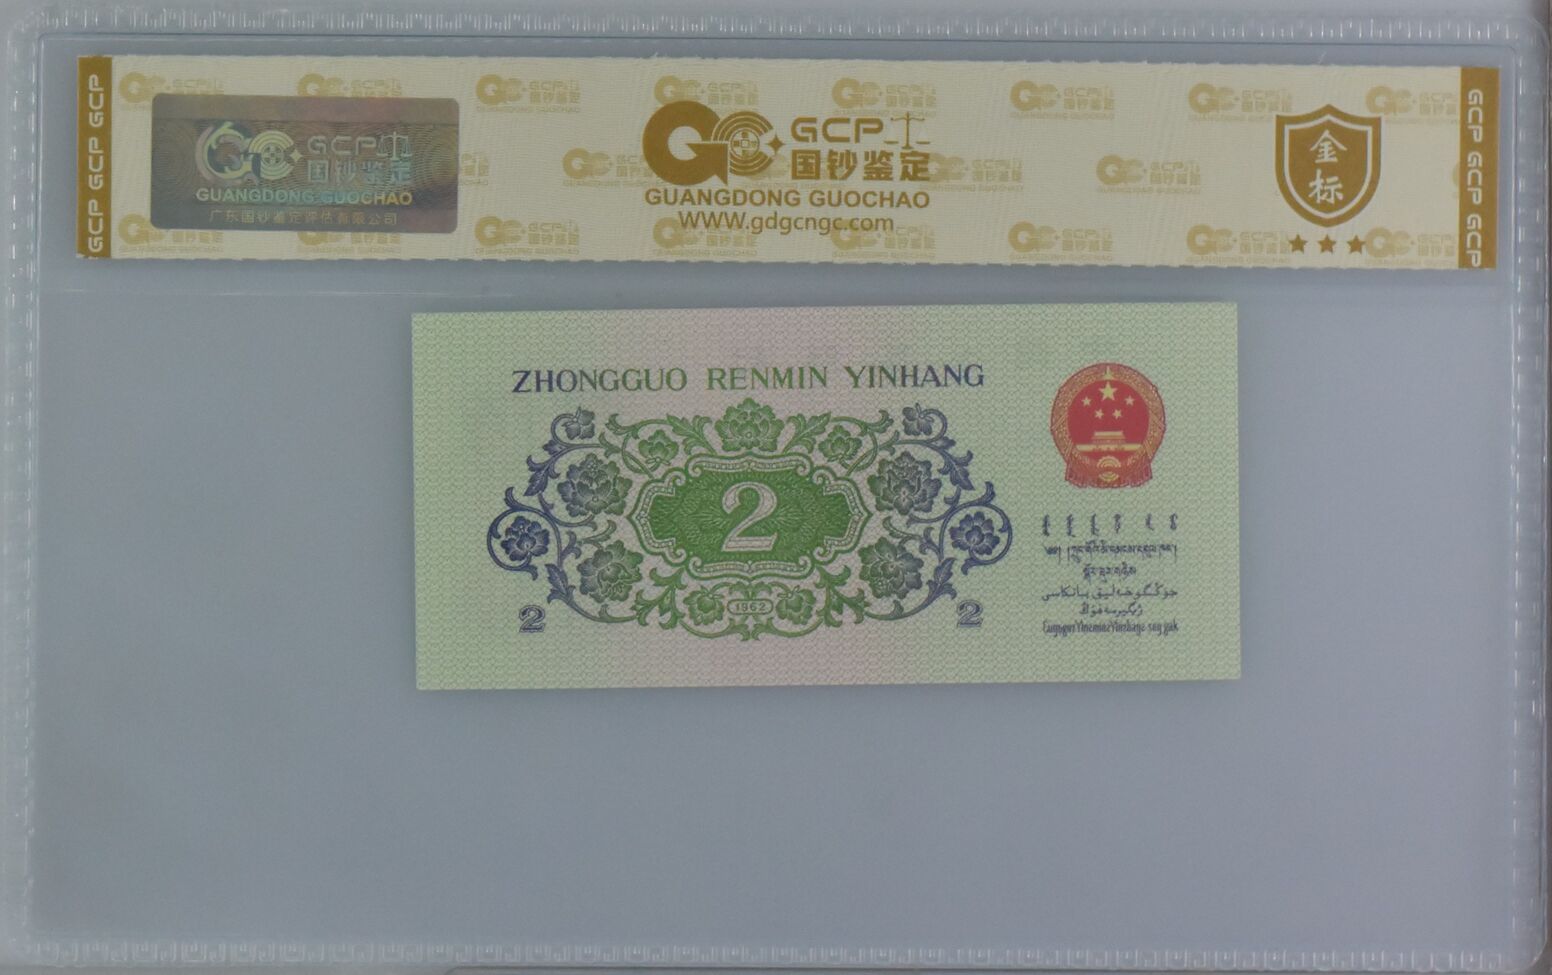 GCP GCP GCP
GCP
国钞鉴定
GUANGDONG GUOCHAO
广东国钞鉴定评估有限公司
GCP
国钞鉴定
GUANGDONG GUOCHAO
WWW.gdgcngc.com
金标
GCP GCP GCP
ZHONGGUO RENMIN YINHANG
2
1962
2
2